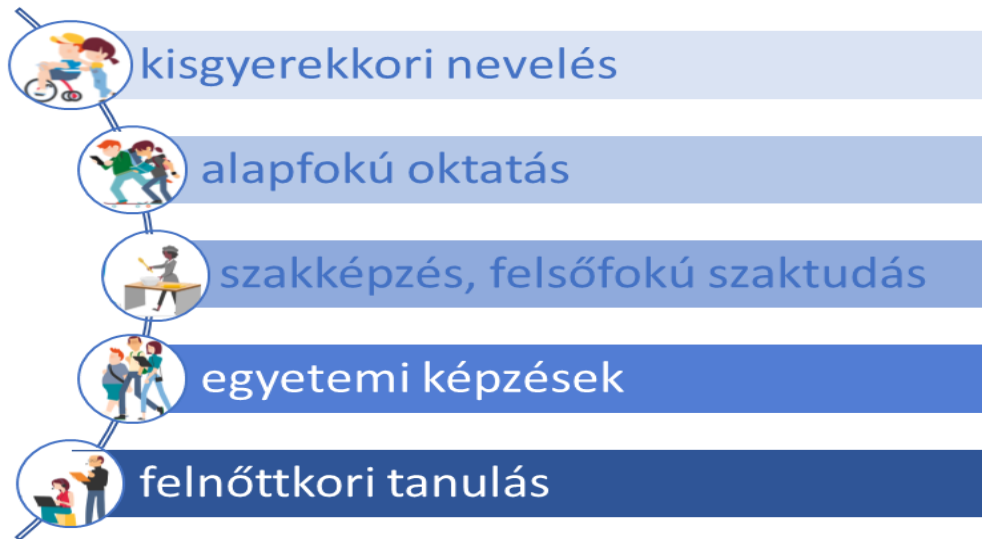 kisgyerekkori nevelés
alapfokú oktatás
szakképzés, felsőfokú szaktudás
egyetemi képzések
felnőttkori tanulás